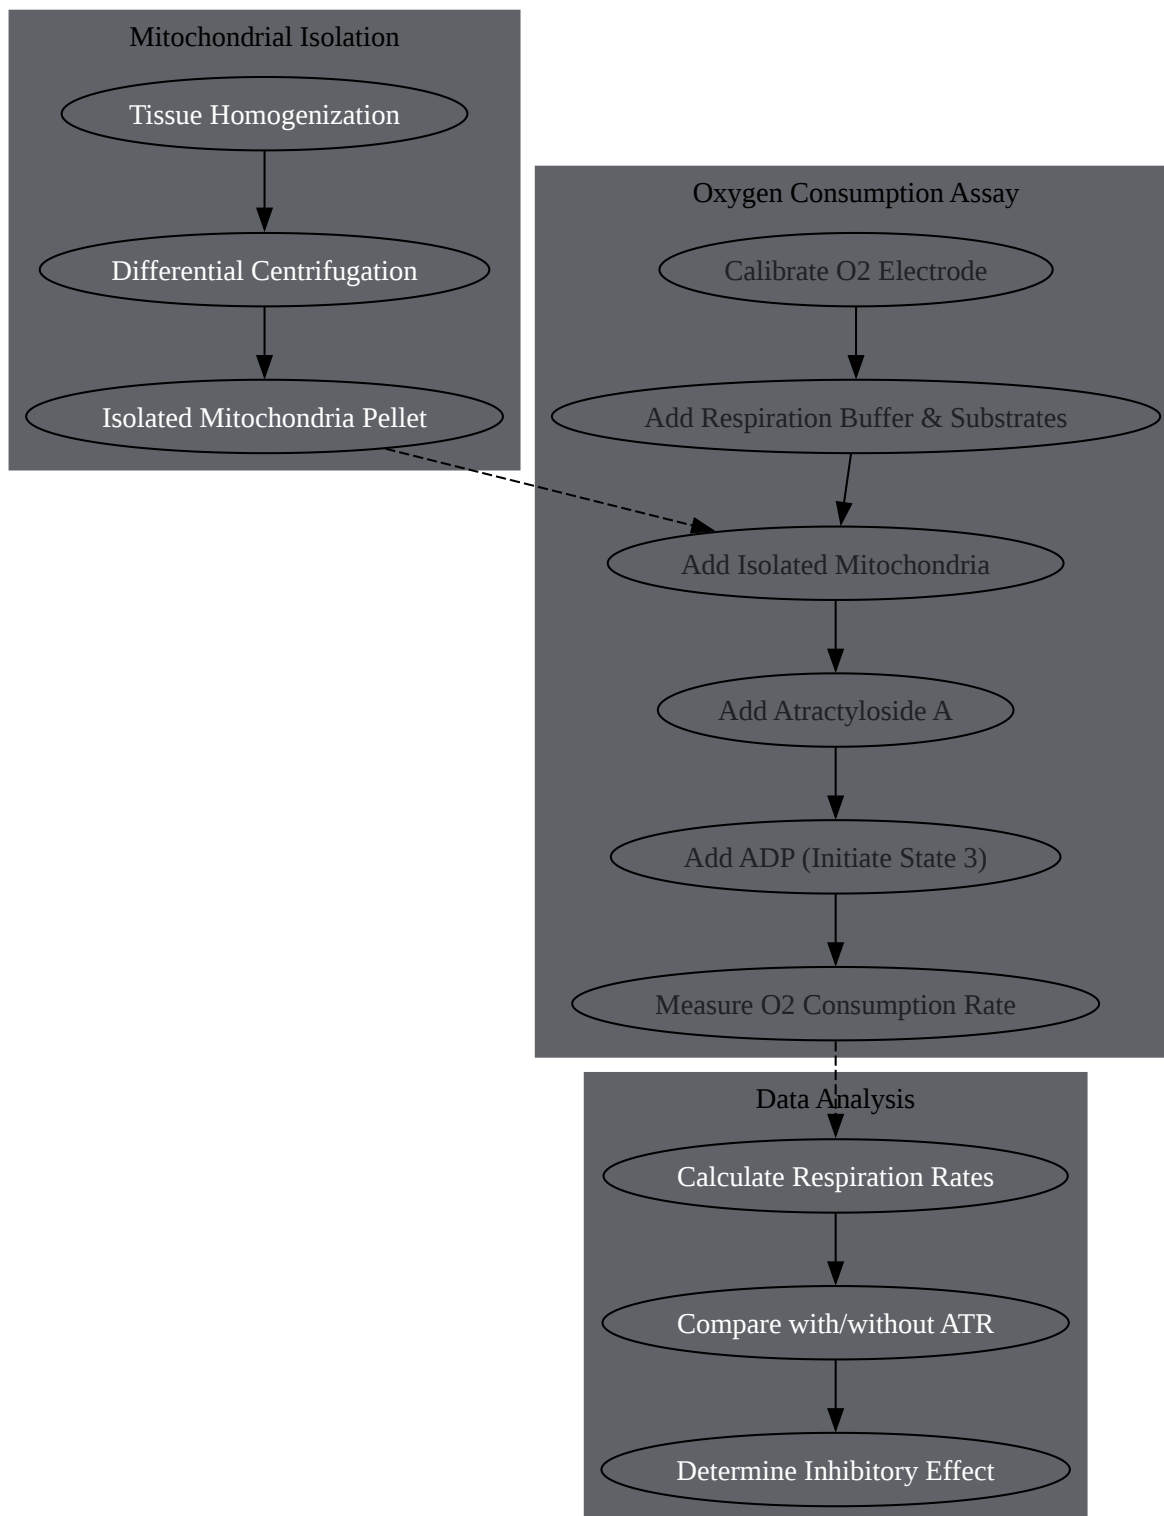 Mitochondrial Isolation
Tissue Homogenization
Differential Centrifugation
Isolated Mitochondria Pellet
Oxygen Consumption Assay
Calibrate O2 Electrode
Add Respiration Buffer & Substrates
Add Isolated Mitochondria
Add Atractyloside A
Add ADP (Initiate State 3)
Measure O2 Consumption Rate
Data Analysis
Calculate Respiration Rates
Compare with/without ATR
Determine Inhibitory Effect